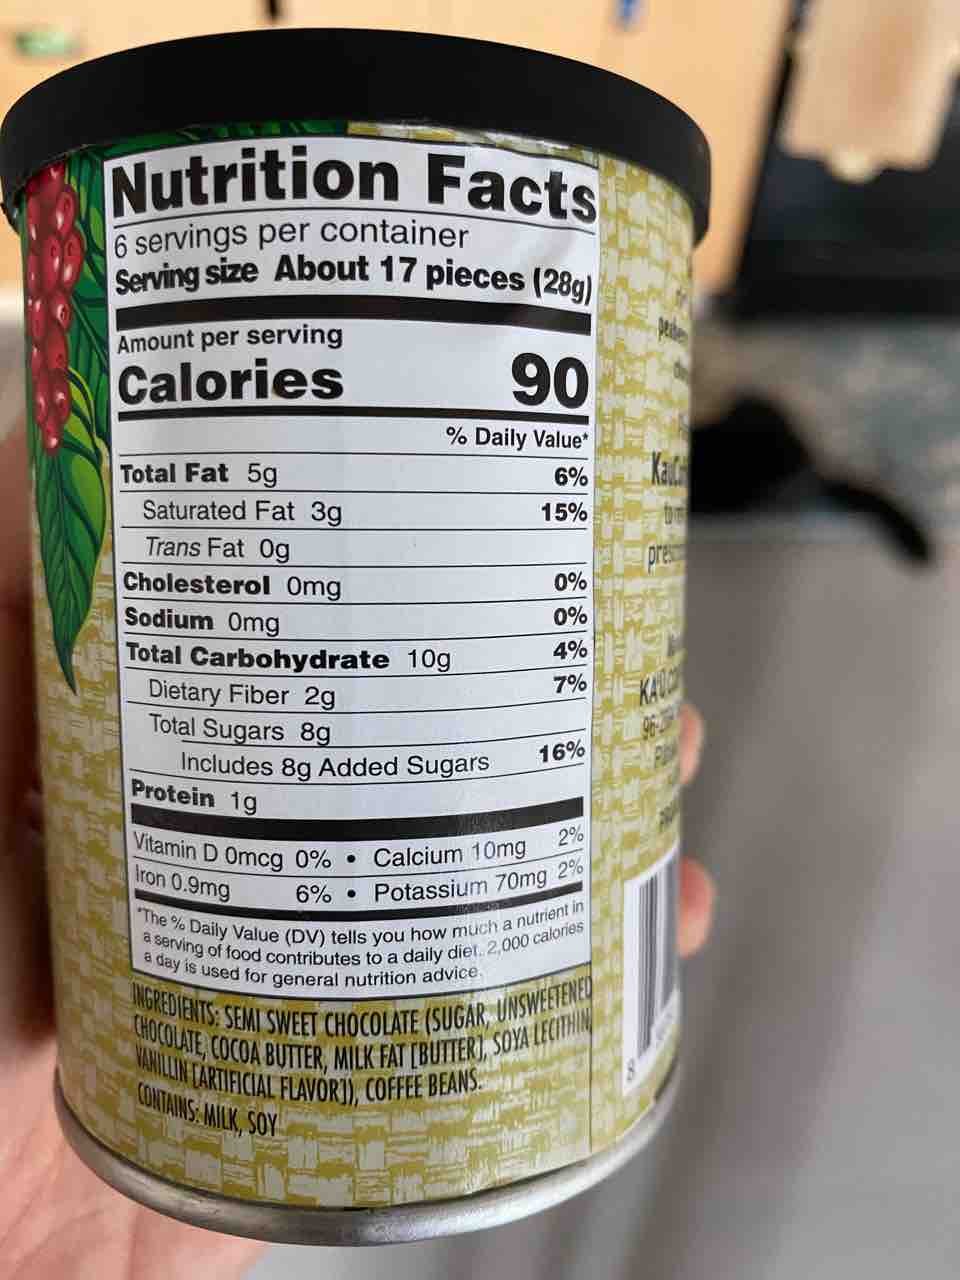 Nutrition Facts
6 servings per container
Serving size About 17 pieces (28g)
Amount per serving
Calories 90
% Daily Value*
Total Fat 5g 6%
Saturated Fat 3g 15%
Trans Fat 0g
Cholesterol 0mg 0%
Sodium 0mg 0%
Total Carbohydrate 10g 4%
Dietary Fiber 2g 7%
Total Sugars 8g
Includes 8g Added Sugars 16%
Protein 1g
Vitamin D 0mcg 0% • Calcium 10mg 2%
Iron 0.9mg 6% • Potassium 70mg 2%
*The % Daily Value (DV) tells you how much a nutrient in
a serving of food contributes to a daily diet. 2,000 calories
a day is used for general nutrition advice.
INGREDIENTS: SEMI SWEET CHOCOLATE (SUGAR, UNSWEETENED
CHOCOLATE, COCOA BUTTER, MILK FAT [BUTTER], SOYA LECITHIN,
VANILLIN [ARTIFICIAL FLAVOR]), COFFEE BEANS.
CONTAINS: MILK, SOY
8